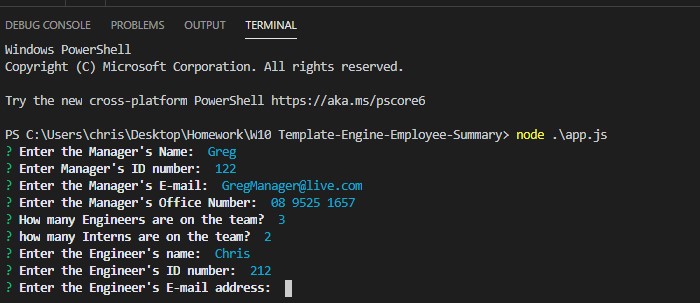 DEBUG CONSOLE PROBLEMS OUTPUT TERMINAL
Windows PowerShell
Copyright (C) Microsoft Corporation. All rights reserved.
Try the new cross-platform PowerShell https://aka.ms/pscore6
PS C:\Users\chris\Desktop\Homework\W10 Template-Engine-Employee-Summary> node .\app.js
? Enter the Manager's Name: Greg
? Enter Manager's ID number: 122
? Enter the Manager's E-mail: GregManager@live.com
? Enter the Manager's Office Number: 08 9525 1657
? How many Engineers are on the team? 3
? how many Interns are on the team? 2
? Enter the Engineer's name: Chris
? Enter the Engineer's ID number: 212
? Enter the Engineer's E-mail address: